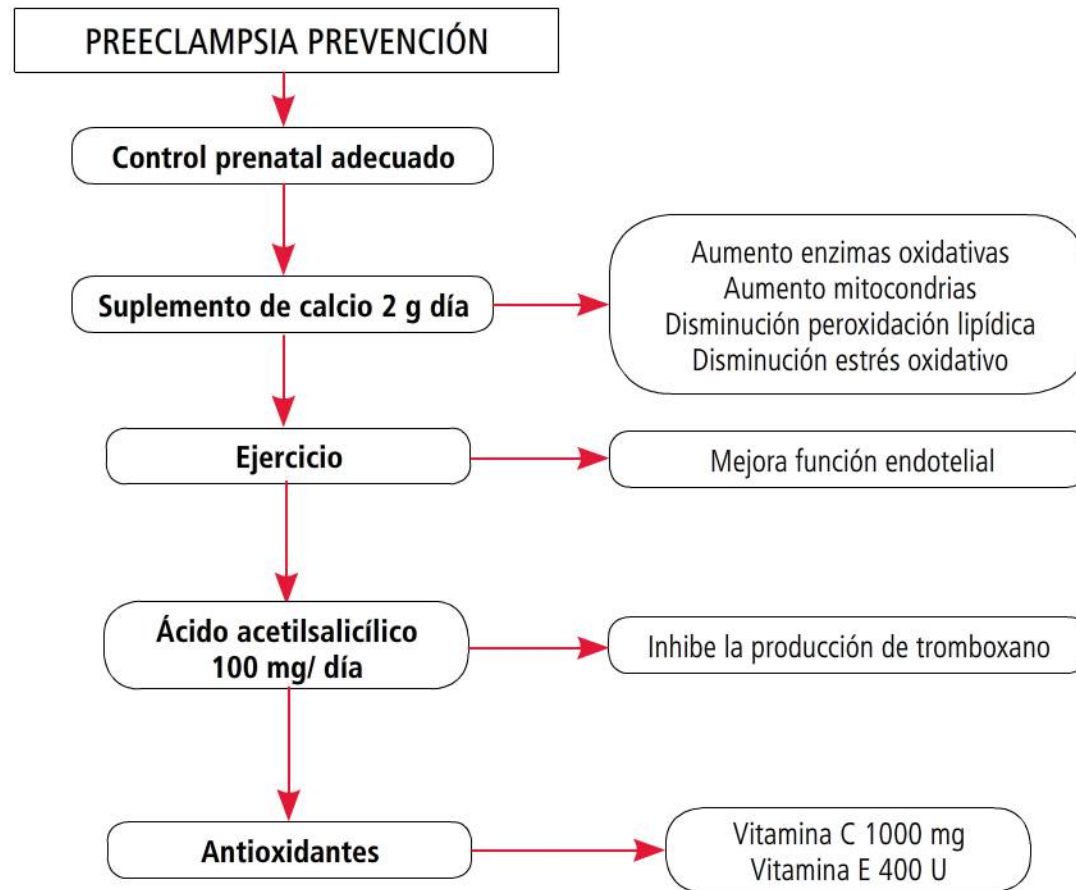 PREECLAMPSIA PREVENCIÓN
Control prenatal adecuado
Suplemento de calcio 2 g día
Aumento enzimas oxidativas
Aumento mitocondrias
Disminución peroxidación lipídica
Disminución estrés oxidativo
Ejercicio
Mejora función endotelial
Ácido acetilsalicílico
100 mg/ día
Inhibe la producción de tromboxano
Antioxidantes
Vitamina C 1000 mg
Vitamina E 400 U